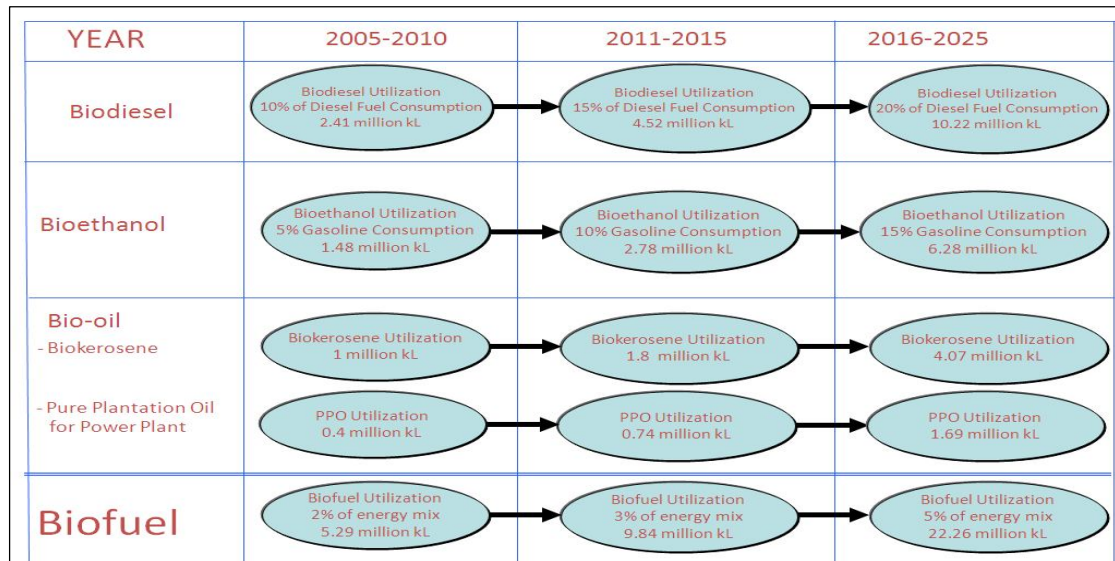 YEAR
2005-2010
2011-2015
2016-2025
Biodiesel
Biodiesel Utilization
10% of Diesel Fuel Consumption
2.41 million kL
Biodiesel Utilization
15% of Diesel Fuel Consumption
4.52 million kL
Biodiesel Utilization
20% of Diesel Fuel Consumption
10.22 million kL
Bioethanol
Bioethanol Utilization
5% Gasoline Consumption
1.48 million kL
Bioethanol Utilization
10% Gasoline Consumption
2.78 million kL
Bioethanol Utilization
15% Gasoline Consumption
6.28 million kL
Bio-oil
- Biokerosene
Biokerosene Utilization
1 million kL
Biokerosene Utilization
1.8 million kL
Biokerosene Utilization
4.07 million kL
- Pure Plantation Oil
for Power Plant
PPO Utilization
0.4 million kL
PPO Utilization
0.74 million kL
PPO Utilization
1.69 million kL
Biofuel
Biofuel Utilization
2% of energy mix
5.29 million kL
Biofuel Utilization
3% of energy mix
9.84 million kL
Biofuel Utilization
5% of energy mix
22.26 million kL